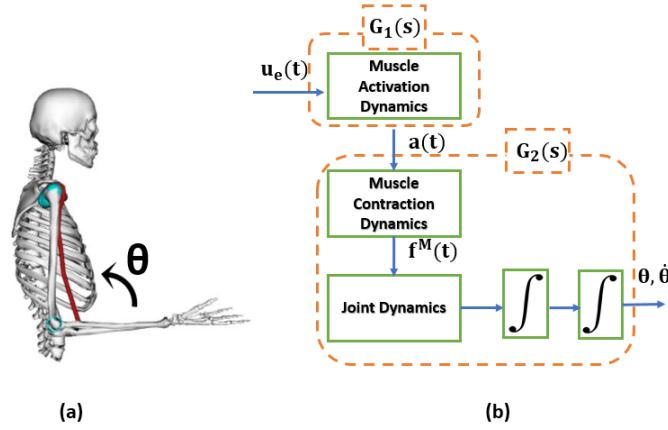 G₁(s)
uₑ(t)
Muscle
Activation
Dynamics
a(t)
G₂(s)
Muscle
Contraction
Dynamics
fᴹ(t)
θ
Joint Dynamics
∫
∫
θ, θ̇
(a)
(b)